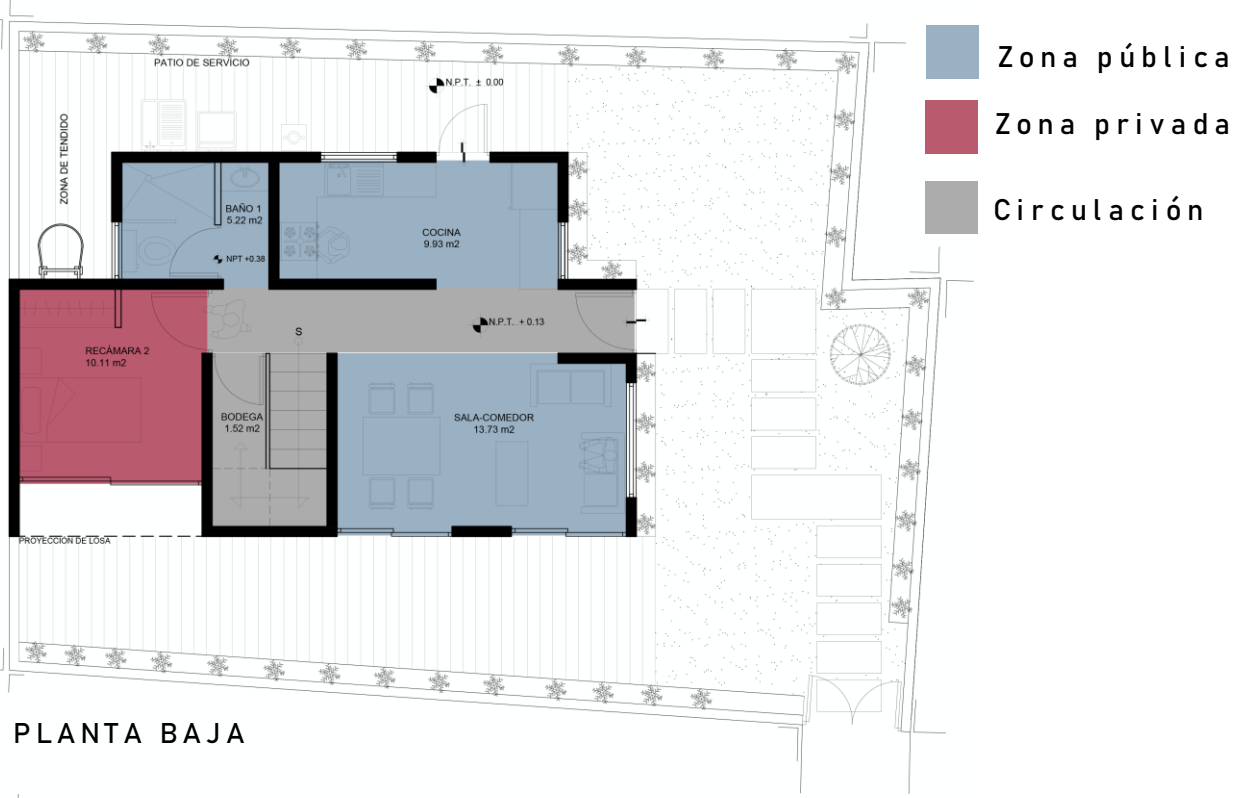 Zona pública
Zona privada
Circulación
PATIO DE SERVICIO
N.P.T. ± 0.00
ZONA DE TENDIDO
BAÑO 1
5.22 m2
NPT +0.38
COCINA
9.93 m2
N.P.T. + 0.13
S
RECÁMARA 2
10.11 m2
BODEGA
1.52 m2
SALA-COMEDOR
13.73 m2
PROYECCION DE LOSA
PLANTA BAJA